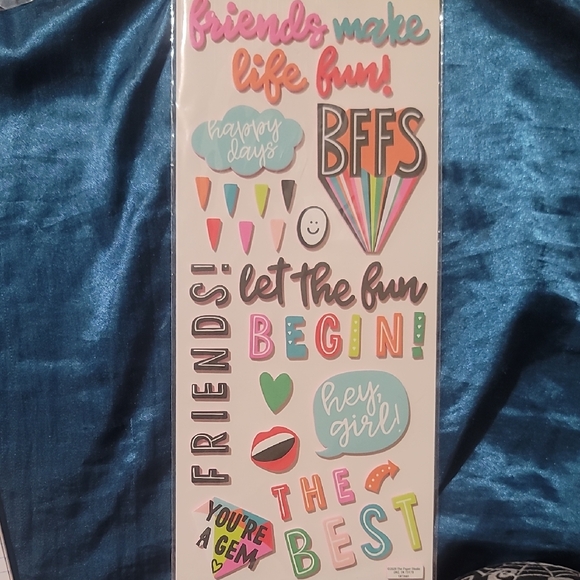 friends make
life fun!
happy
days
BFFS
FRIENDS!
let the fun
BEGIN!
hey,
girl!
THE
BEST
YOU'RE
A GEM